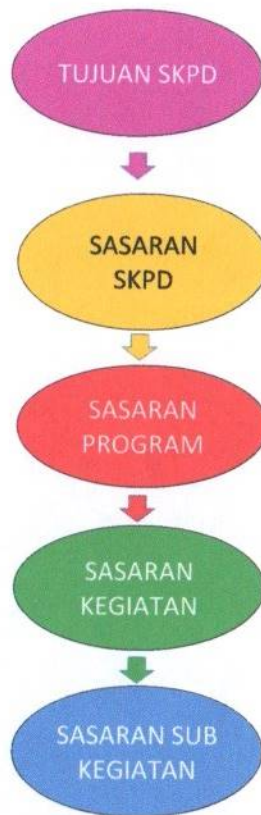 TUJUAN SKPD
SASARAN
SKPD
SASARAN
PROGRAM
SASARAN
KEGIATAN
SASARAN SUB
KEGIATAN